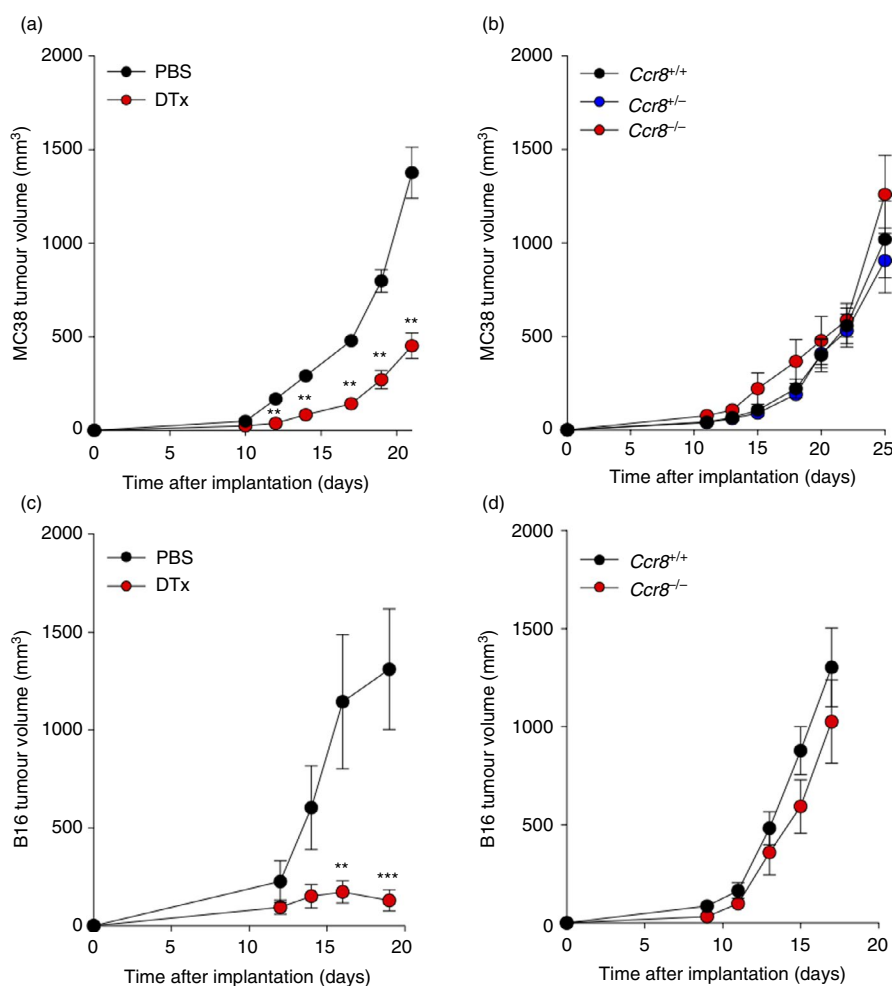 (a)
2000
1500
1000
500
0
MC38 tumour volume (mm³)
PBS
DTx
**
**
**
**
**
0
5
10
15
20
Time after implantation (days)
(b)
2000
1500
1000
500
0
MC38 tumour volume (mm³)
Ccr8+/+
Ccr8+/–
Ccr8–/–
0
5
10
15
20
25
Time after implantation (days)
(c)
2000
1500
1000
500
0
B16 tumour volume (mm³)
PBS
DTx
**
***
0
5
10
15
20
Time after implantation (days)
(d)
2000
1500
1000
500
0
B16 tumour volume (mm³)
Ccr8+/+
Ccr8–/–
0
5
10
15
20
Time after implantation (days)